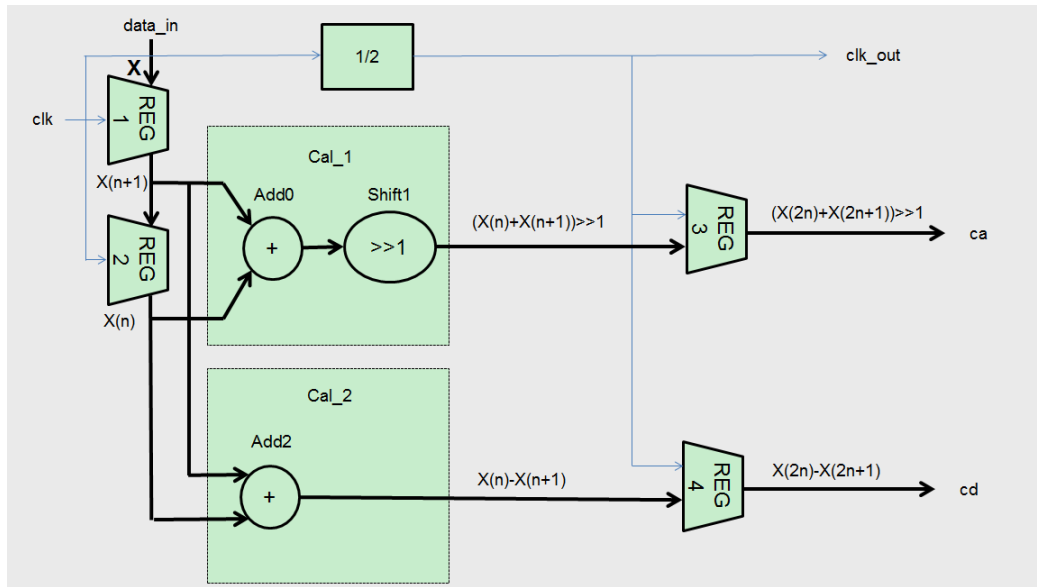 data_in
X
1/2
clk_out
clk
REG
1
Cal_1
X(n+1)
Add0
Shift1
REG
2
+
>>1
(X(n)+X(n+1))>>1
REG
3
(X(2n)+X(2n+1))>>1
ca
X(n)
Cal_2
Add2
+
X(n)-X(n+1)
REG
4
X(2n)-X(2n+1)
cd